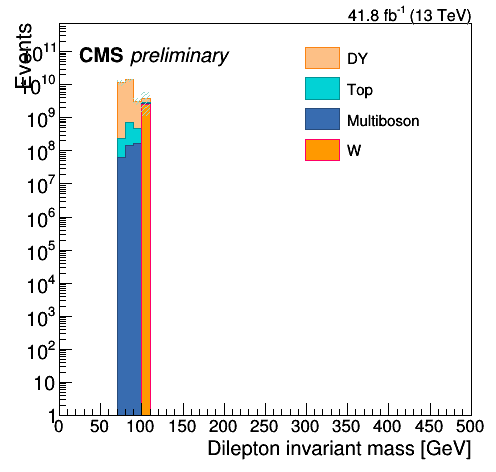 41.8 fb⁻¹ (13 TeV)
Events
CMS preliminary
DY
Top
Multiboson
W
10¹¹
10¹⁰
10⁹
10⁸
10⁷
10⁶
10⁵
10⁴
10³
10²
10
1
0 50 100 150 200 250 300 350 400 450 500
Dilepton invariant mass [GeV]